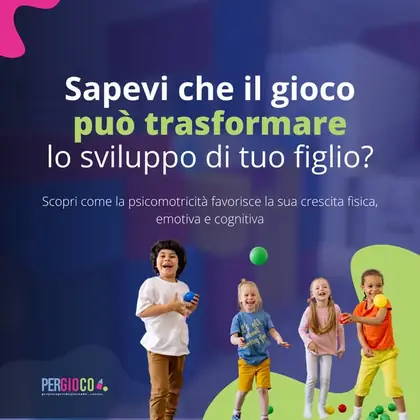 Sapevi che il gioco
può trasformare
lo sviluppo di tuo figlio?
Scopri come la psicomotricità favorisce la sua crescita fisica,
emotiva e cognitiva
PERGIOCO